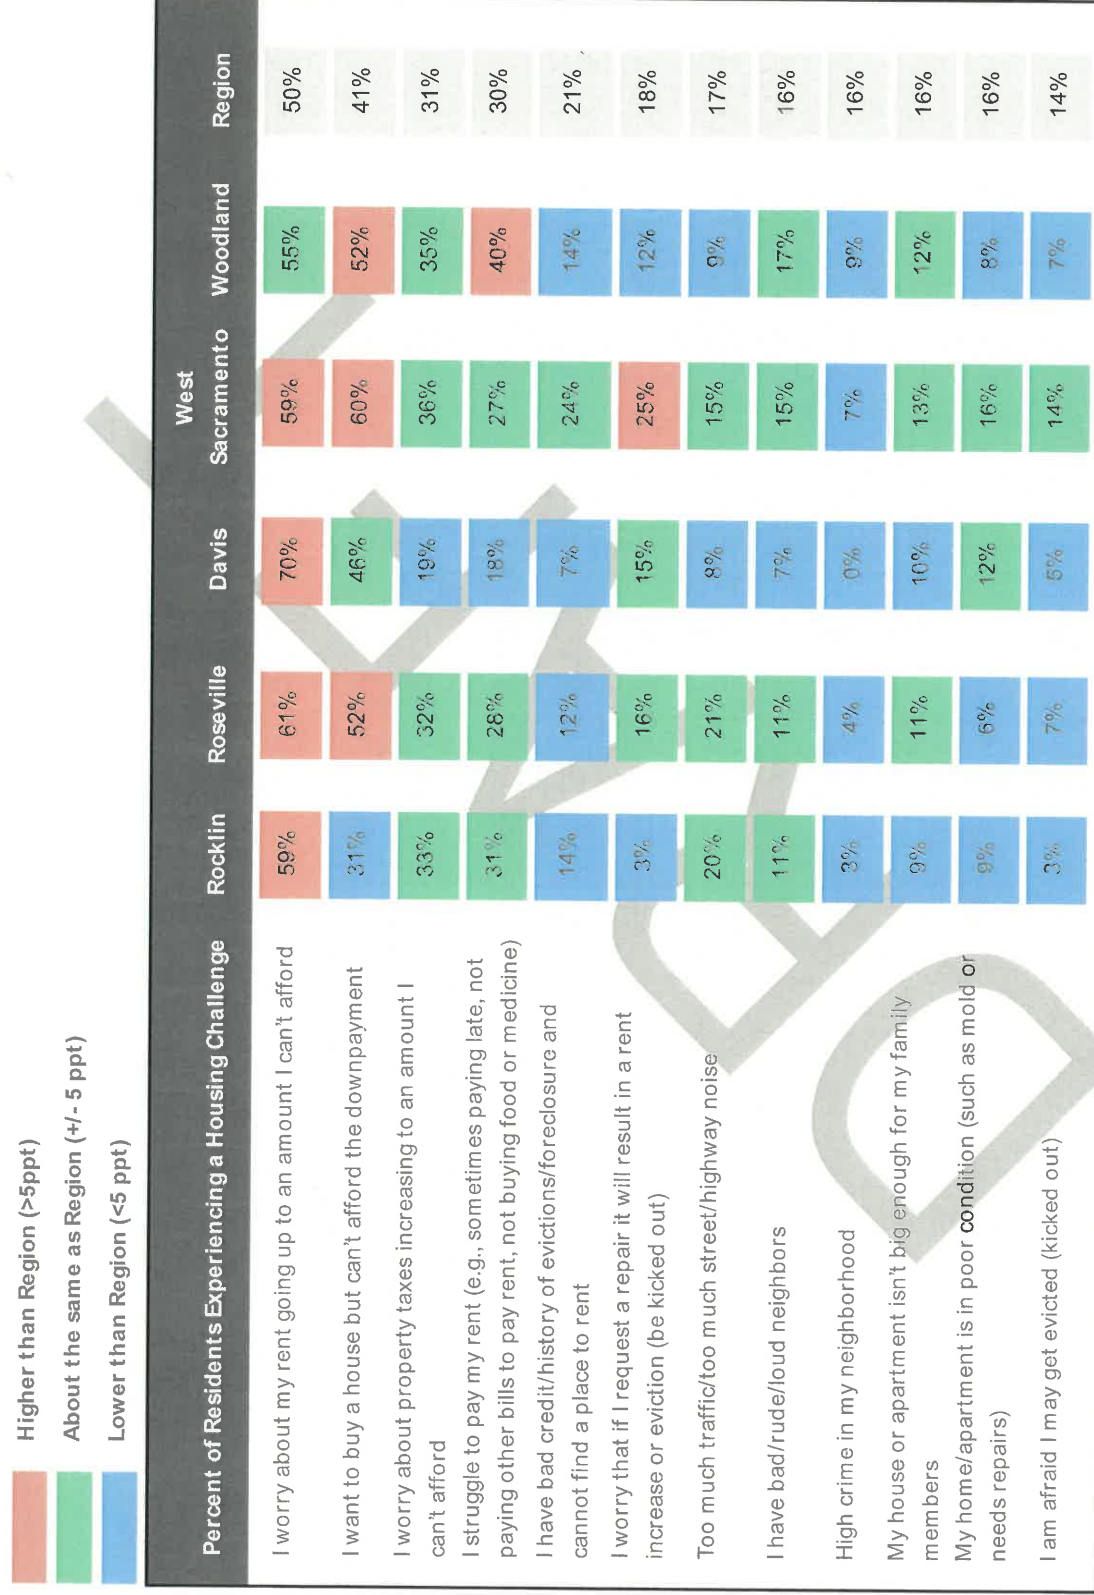 Higher than Region (>5ppt)
About the same as Region (+/- 5 ppt)
Lower than Region (<5 ppt)
Percent of Residents Experiencing a Housing Challenge Rocklin Roseville Davis West Sacramento Woodland Region
I worry about my rent going up to an amount I can't afford 59% 61% 70% 59% 55% 50%
I want to buy a house but can't afford the downpayment 31% 52% 46% 60% 52% 41%
I worry about property taxes increasing to an amount I
can't afford 33% 32% 19% 36% 35% 31%
I struggle to pay my rent (e.g., sometimes paying late, not
paying other bills to pay rent, not buying food or medicine) 31% 28% 18% 27% 40% 30%
I have bad credit/history of evictions/foreclosure and
cannot find a place to rent 14% 12% 7% 24% 14% 21%
I worry that if I request a repair it will result in a rent
increase or eviction (be kicked out) 3% 16% 15% 25% 12% 18%
Too much traffic/too much street/highway noise 20% 21% 8% 15% 9% 17%
I have bad/rude/loud neighbors 11% 11% 7% 15% 17% 16%
High crime in my neighborhood 3% 4% 0% 7% 9% 16%
My house or apartment isn't big enough for my family
members 9% 11% 10% 13% 12% 16%
My home/apartment is in poor condition (such as mold or
needs repairs) 9% 6% 12% 16% 8% 16%
I am afraid I may get evicted (kicked out) 3% 7% 5% 14% 7% 14%
DRAFT